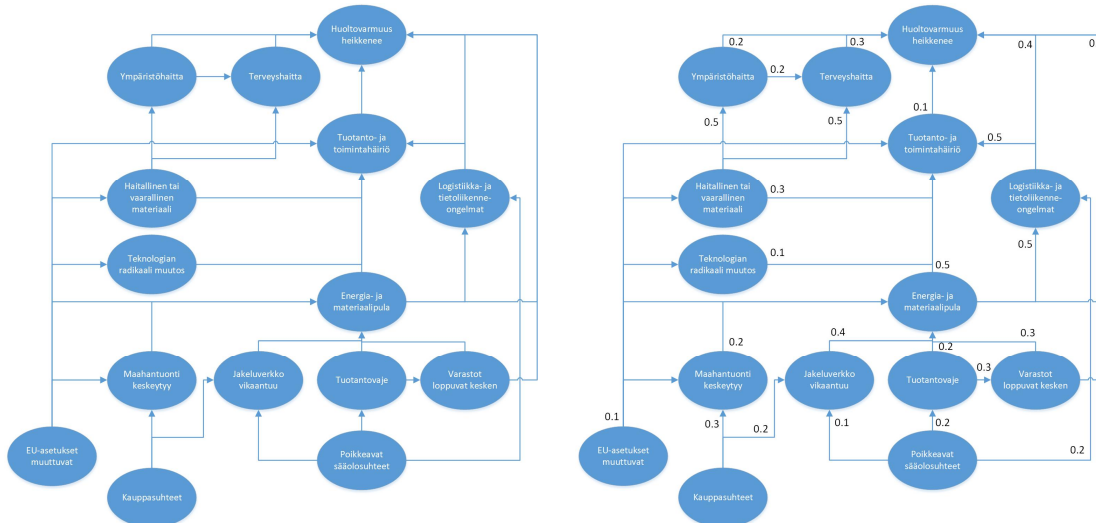 Huoltovarmuus
heikkenee
Ympäristöhaitta
Terveyshaitta
Tuotanto- ja
toimintahäiriö
Haitallinen tai
vaarallinen
materiaali
Logistiikka- ja
tietoliikenne-
ongelmat
Teknologian
radikaali muutos
Energia- ja
materiaalipula
Maahantuonti
keskeytyy
Jakeluverkko
vikaantuu
Tuotantovaje
Varastot
loppuvat kesken
EU-asetukset
muuttuvat
Poikkeavat
sääolosuhteet
Kauppasuhteet
Huoltovarmuus
heikkenee
0.2
0.3
0.4
0
Ympäristöhaitta
0.2
Terveyshaitta
0.1
0.5
0.5
Tuotanto- ja
toimintahäiriö
0.5
Haitallinen tai
vaarallinen
materiaali
0.3
Logistiikka- ja
tietoliikenne-
ongelmat
Teknologian
radikaali muutos
0.1
0.5
0.5
Energia- ja
materiaalipula
0.2
0.4
0.2
0.3
Maahantuonti
keskeytyy
Jakeluverkko
vikaantuu
Tuotantovaje
0.3
Varastot
loppuvat kesken
0.1
0.3
0.2
0.1
0.2
0.2
EU-asetukset
muuttuvat
Poikkeavat
sääolosuhteet
Kauppasuhteet